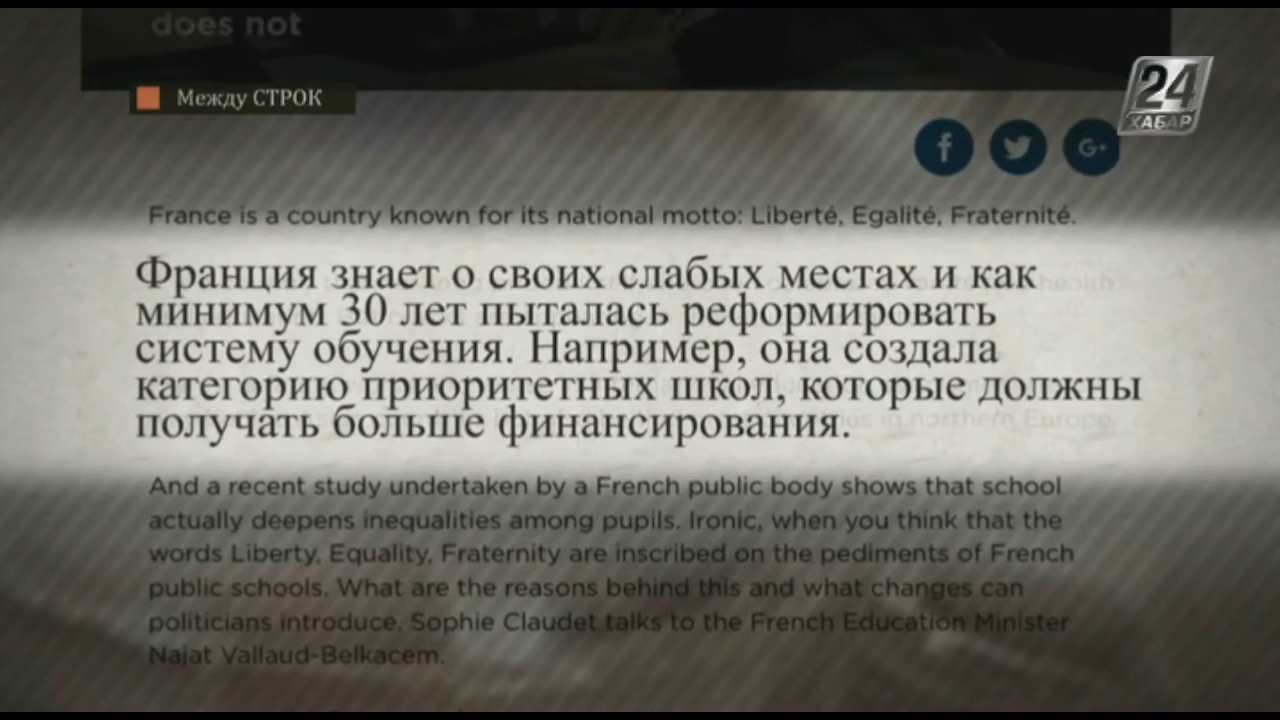 does not
Между СТРОК
24
ХАБАР
France is a country known for its national motto: Liberté, Egalité, Fraternité.
Франция знает о своих слабых местах и как
минимум 30 лет пыталась реформировать
систему обучения. Например, она создала
категорию приоритетных школ, которые должны
получать больше финансирования.
And a recent study undertaken by a French public body shows that school
actually deepens inequalities among pupils. Ironic, when you think that the
words Liberty, Equality, Fraternity are inscribed on the pediments of French
public schools. What are the reasons behind this and what changes can
politicians introduce. Sophie Claudet talks to the French Education Minister
Najat Vallaud-Belkacem.